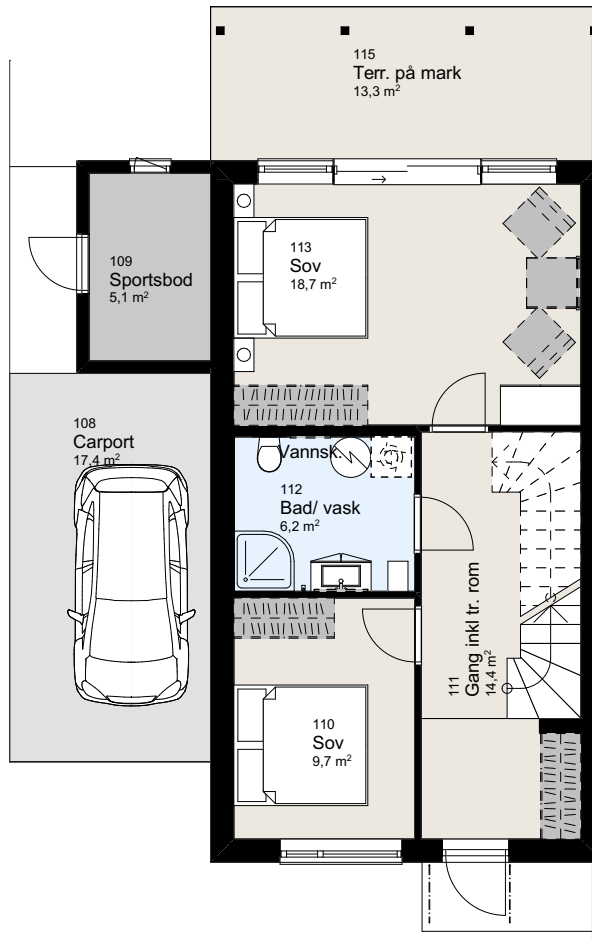 115
Terr. på mark
13,3 m²
113
Sov
18,7 m²
109
Sportsbod
5,1 m²
108
Carport
17,4 m²
Vannsk.
112
Bad/ vask
6,2 m²
111
Gang inkl tr. rom
14,4 m²
110
Sov
9,7 m²